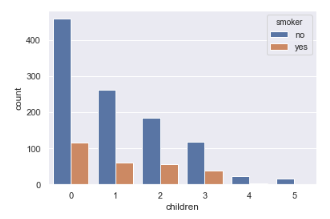 smoker
no
yes
400
300
200
100
0
count
0 1 2 3 4 5
children